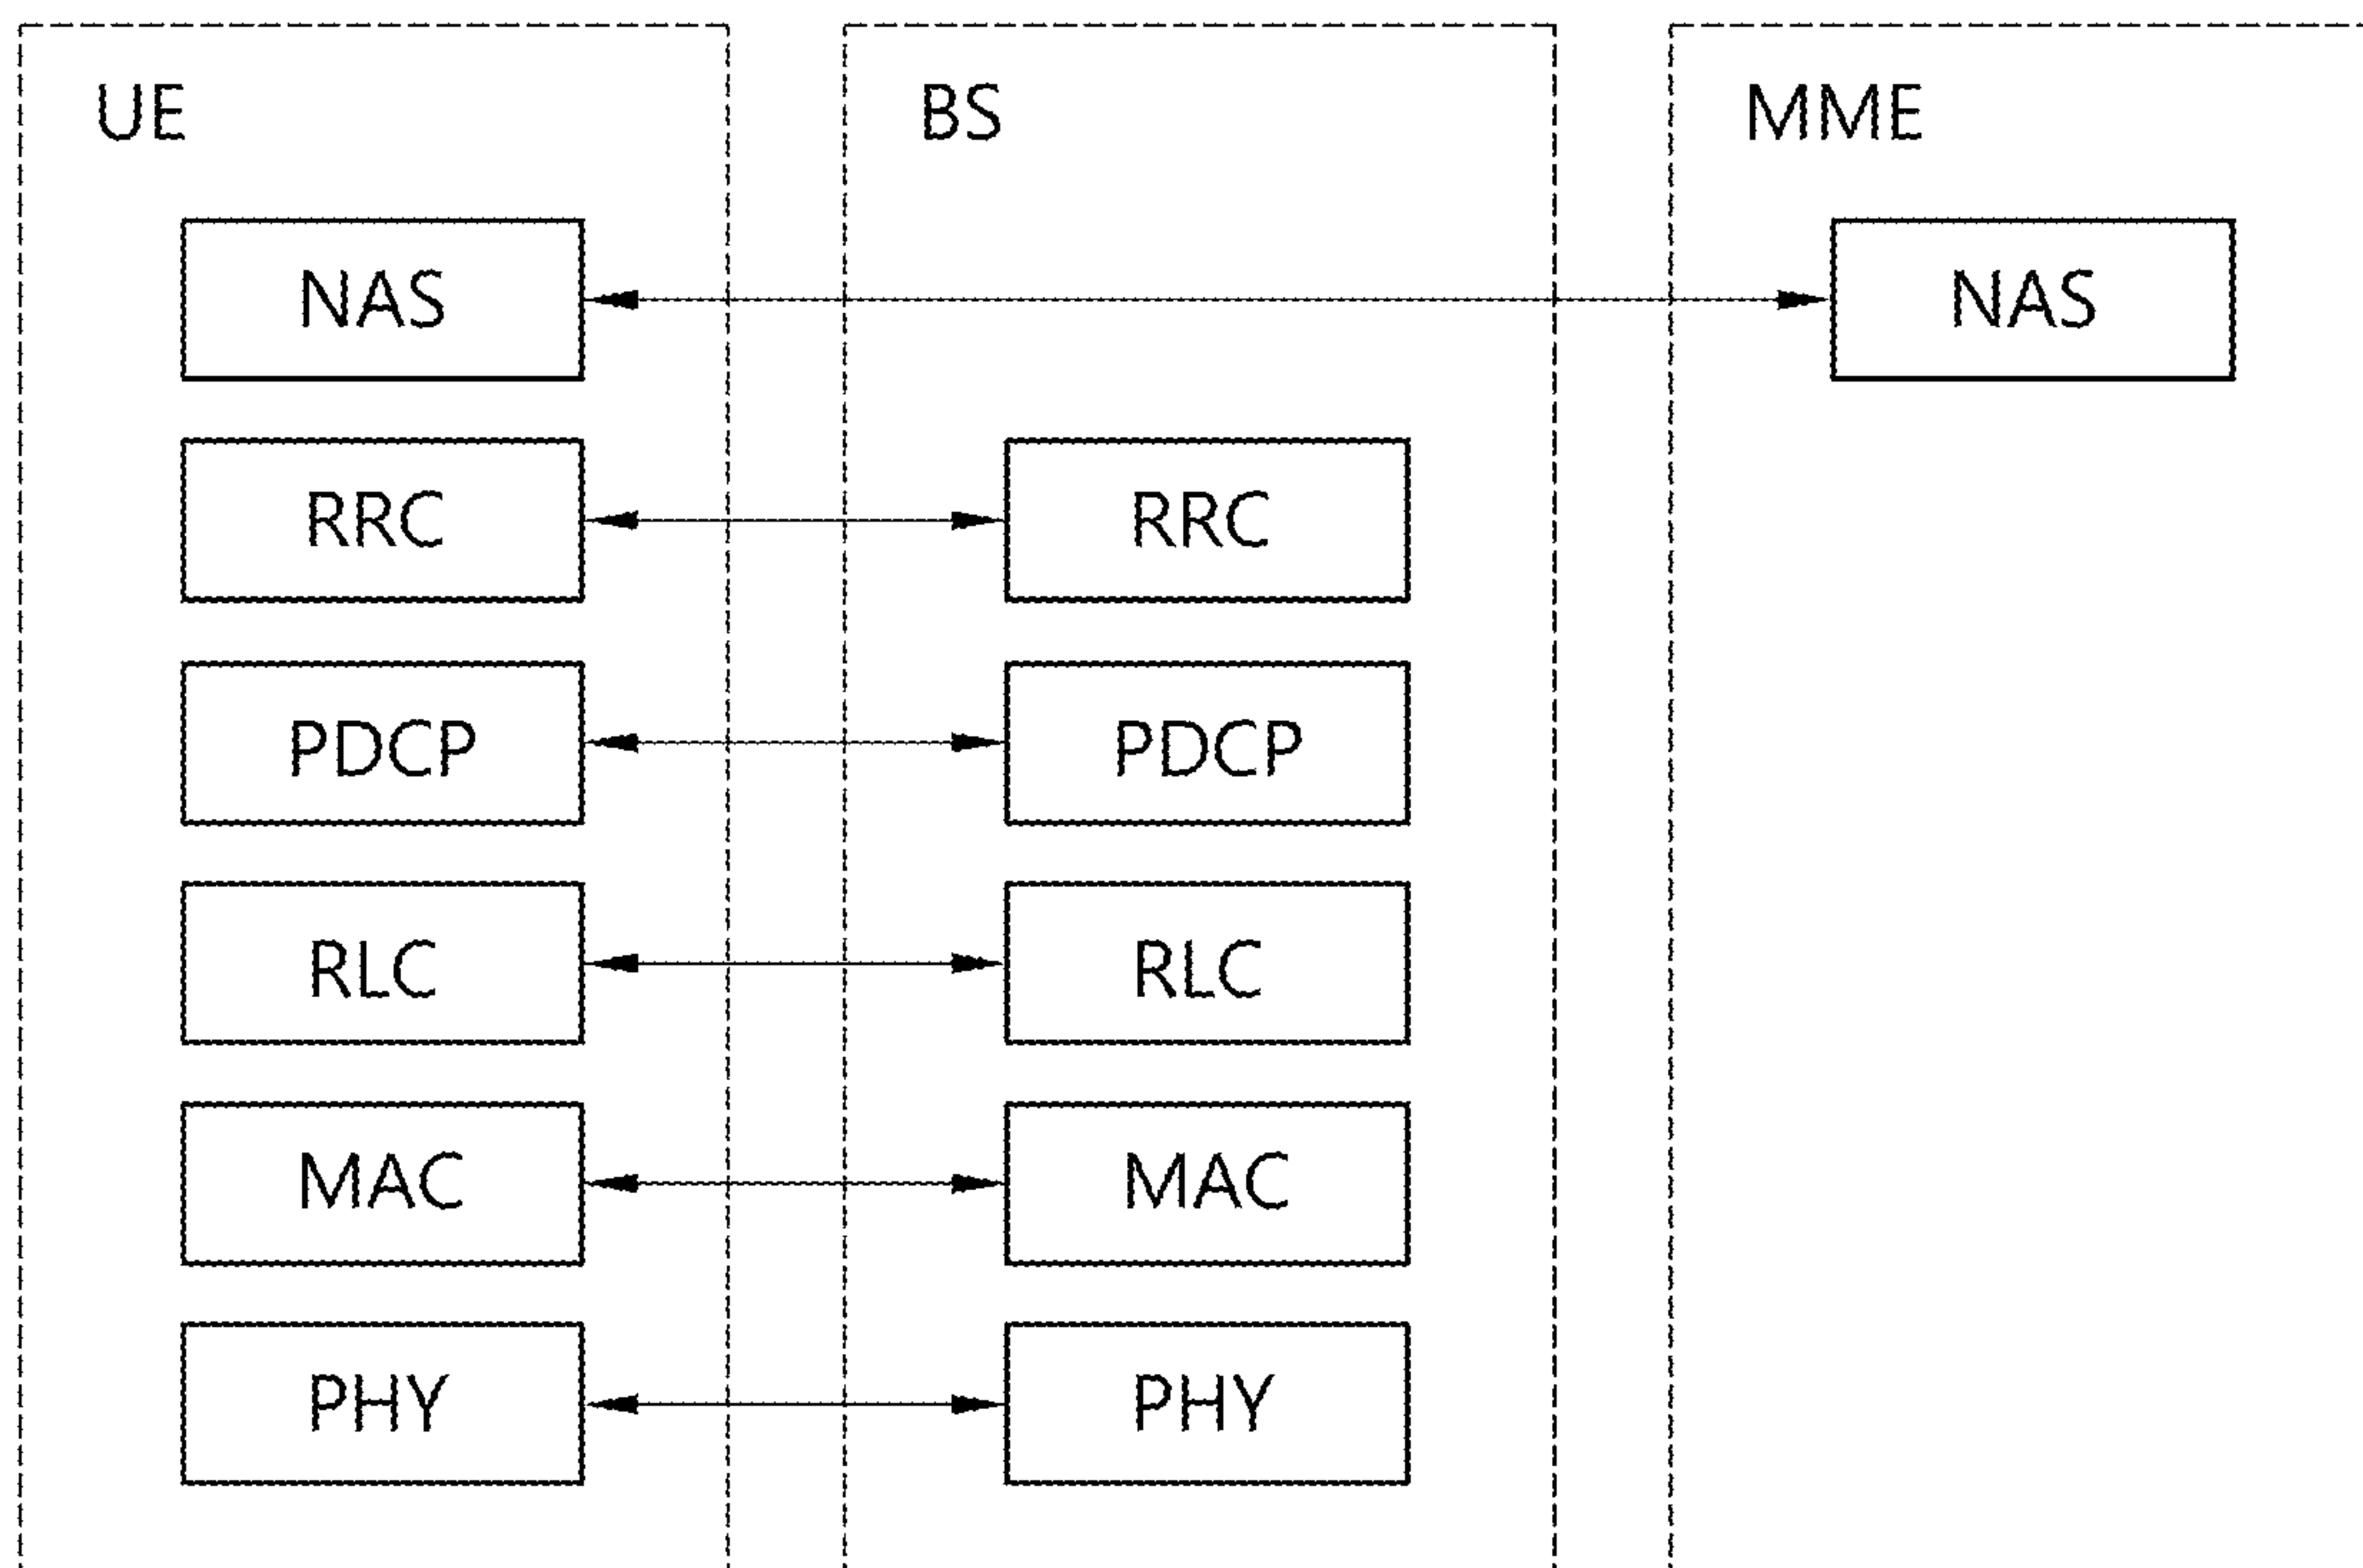 UE BS MME
NAS NAS
RRC RRC
PDCP PDCP
RLC RLC
MAC MAC
PHY PHY